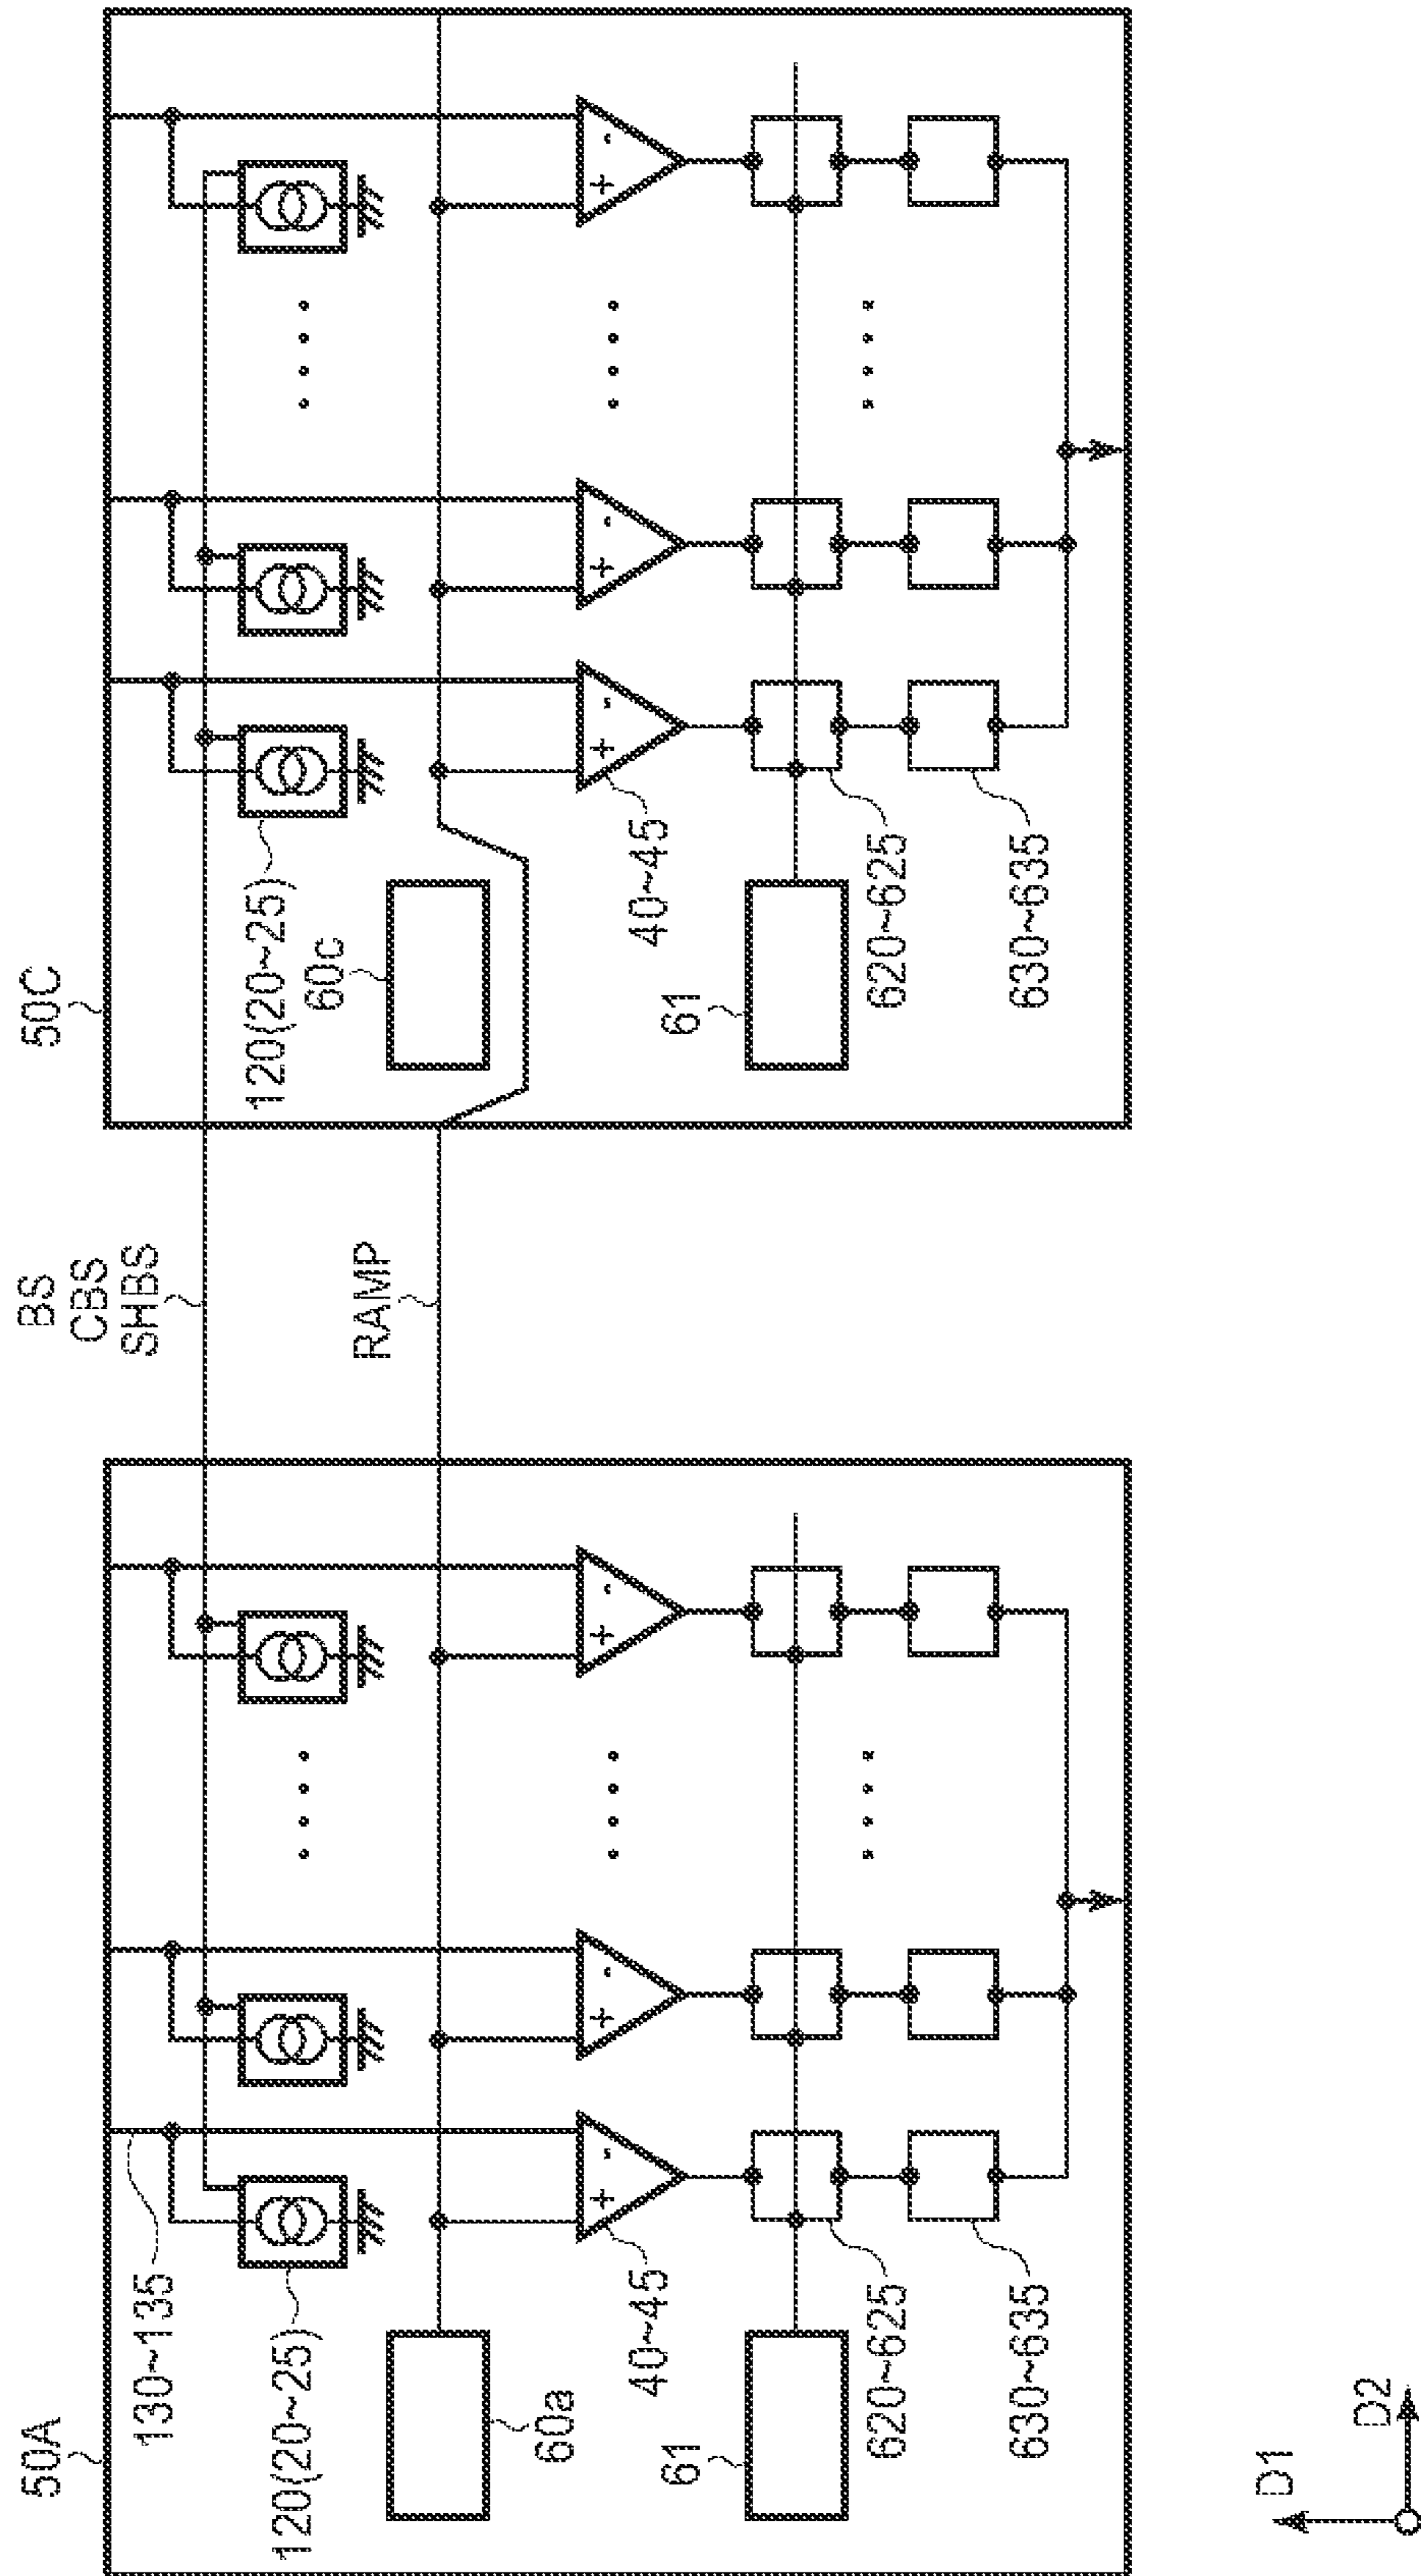 50A
130~135
120(20~25)
60a
40~45
61
620~625
630~635
BS
CBS
SHBS
RAMP
50C
120(20~25)
60c
40~45
61
620~625
630~635
+
-
+
-
+
-
+
-
+
-
+
-
D1
D2